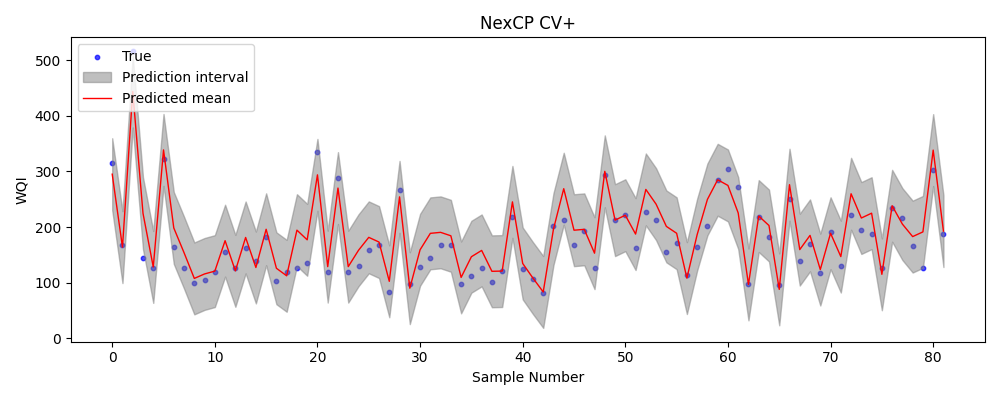 NexCP CV+
True
Prediction interval
Predicted mean
WQI
500
400
300
200
100
0
0 10 20 30 40 50 60 70 80
Sample Number